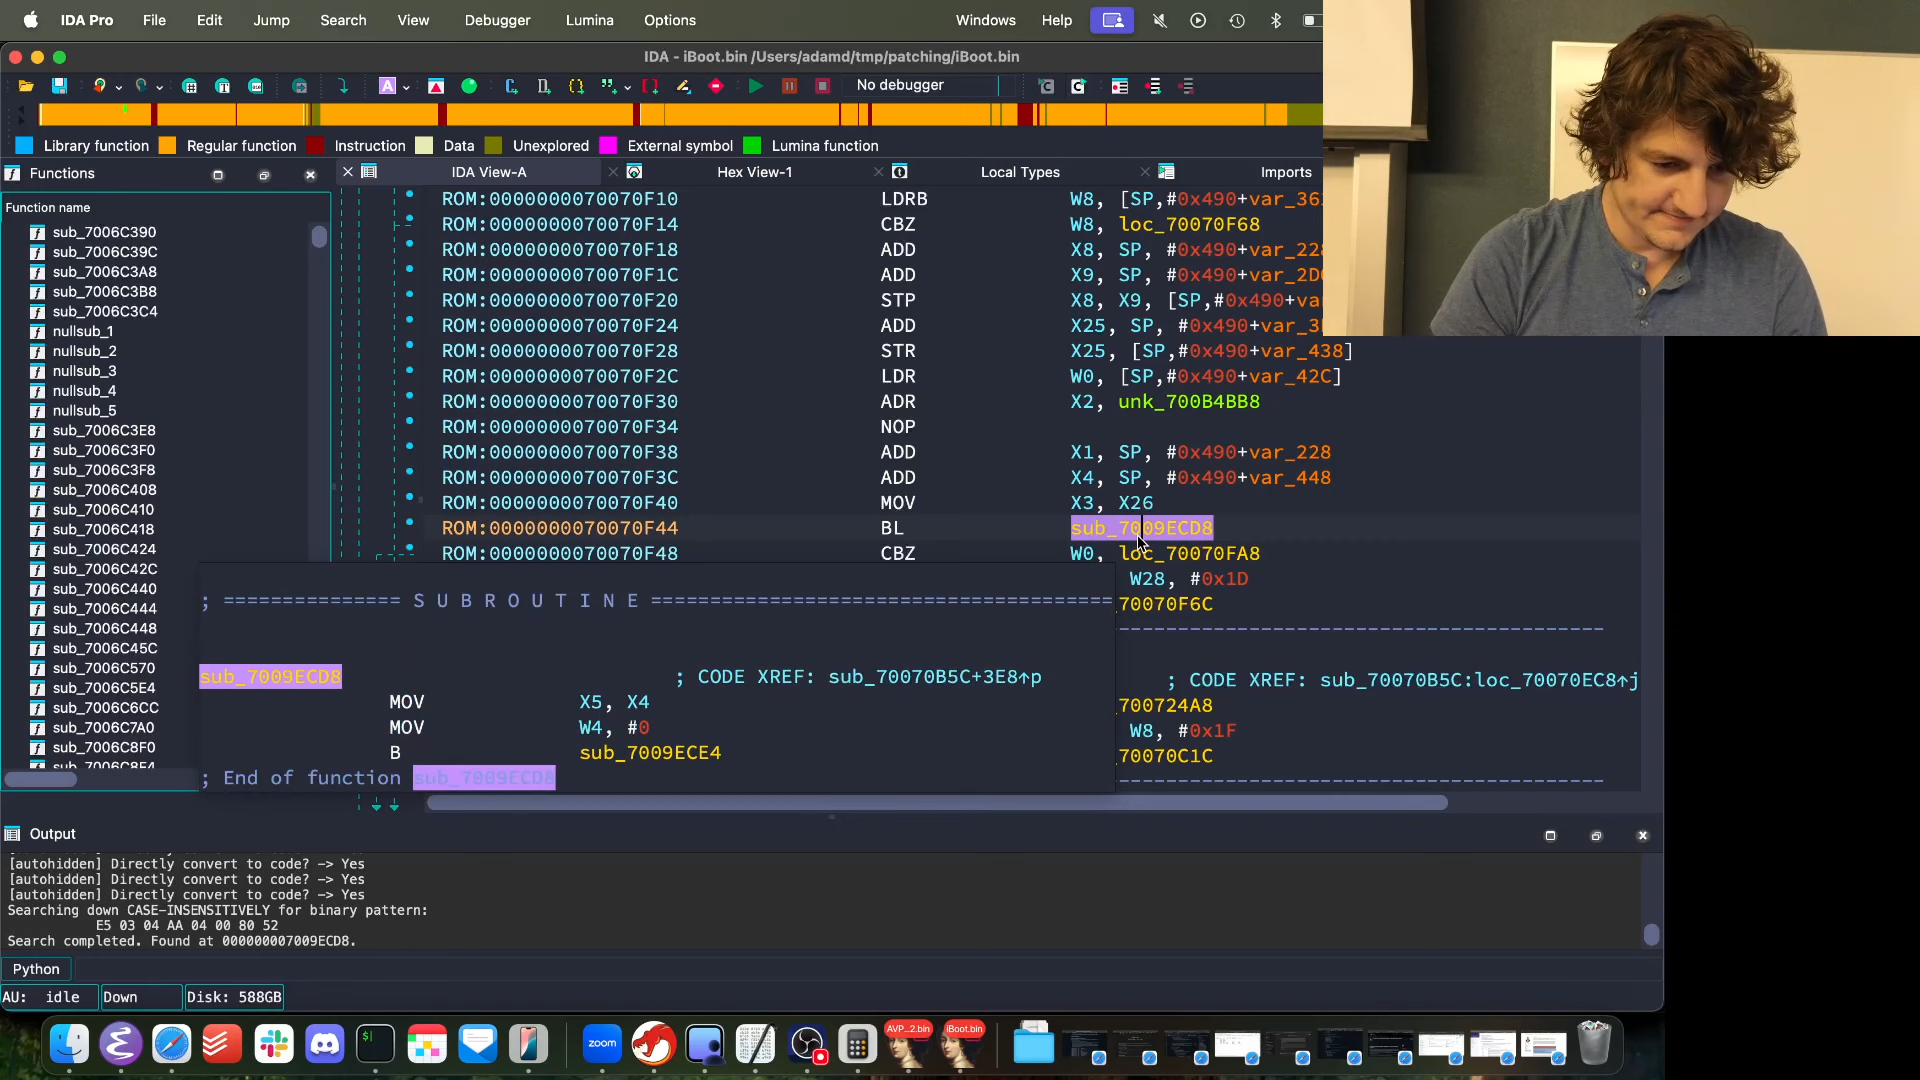 IDA Pro File Edit Jump Search View Debugger Lumina Options Windows Help
IDA - iBoot.bin /Users/adamd/tmp/patching/iBoot.bin
No debugger
Library function Regular function Instruction Data Unexplored External symbol Lumina function
Functions
IDA View-A Hex View-1 Local Types Imports
Function name
sub_7006C390
sub_7006C39C
sub_7006C3A8
sub_7006C3B8
sub_7006C3C4
nullsub_1
nullsub_2
nullsub_3
nullsub_4
nullsub_5
sub_7006C3E8
sub_7006C3F0
sub_7006C3F8
sub_7006C408
sub_7006C410
sub_7006C418
sub_7006C424
sub_7006C42C
sub_7006C440
sub_7006C444
sub_7006C448
sub_7006C45C
sub_7006C570
sub_7006C5E4
sub_7006C6CC
sub_7006C7A0
sub_7006C8F0
ROM:0000000070070F10 LDRB W8, [SP,#0x490+var_36
ROM:0000000070070F14 CBZ W8, loc_70070F68
ROM:0000000070070F18 ADD X8, SP, #0x490+var_228
ROM:0000000070070F1C ADD X9, SP, #0x490+var_2D
ROM:0000000070070F20 STP X8, X9, [SP,#0x490+va
ROM:0000000070070F24 ADD X25, SP, #0x490+var_3
ROM:0000000070070F28 STR X25, [SP,#0x490+var_438]
ROM:0000000070070F2C LDR W0, [SP,#0x490+var_42C]
ROM:0000000070070F30 ADR X2, unk_700B4BB8
ROM:0000000070070F34 NOP
ROM:0000000070070F38 ADD X1, SP, #0x490+var_228
ROM:0000000070070F3C ADD X4, SP, #0x490+var_448
ROM:0000000070070F40 MOV X3, X26
ROM:0000000070070F44 BL sub_7009ECD8
ROM:0000000070070F48 CBZ W0, loc_70070FA8
W28, #0x1D
_70070F6C
; =============== S U B R O U T I N E =======================================
sub_7009ECD8 ; CODE XREF: sub_70070B5C+3E8↑p
MOV X5, X4
MOV W4, #0
B sub_7009ECE4
; End of function sub_7009ECD8
; CODE XREF: sub_70070B5C:loc_70070EC8↑j
_700724A8
W8, #0x1F
_70070C1C
Output
[autohidden] Directly convert to code? -> Yes
[autohidden] Directly convert to code? -> Yes
[autohidden] Directly convert to code? -> Yes
Searching down CASE-INSENSITIVELY for binary pattern:
E5 03 04 AA 04 00 80 52
Search completed. Found at 000000007009ECD8.
Python
AU: idle Down Disk: 588GB
zoom AVP...2.bin iBoot.bin